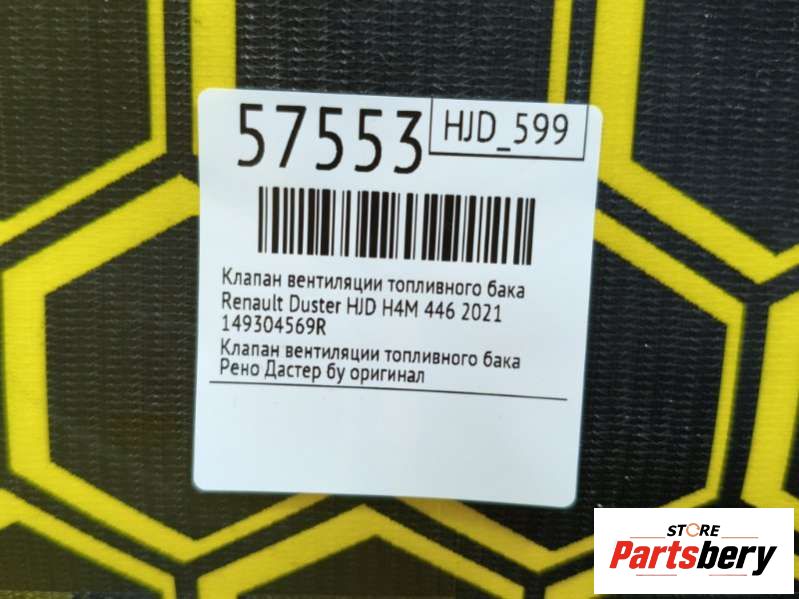 57553
HJD_599
Клапан вентиляции топливного бака
Renault Duster HJD H4M 446 2021
149304569R
Клапан вентиляции топливного бака
Рено Дастер бу оригинал
STORE
Partsbery